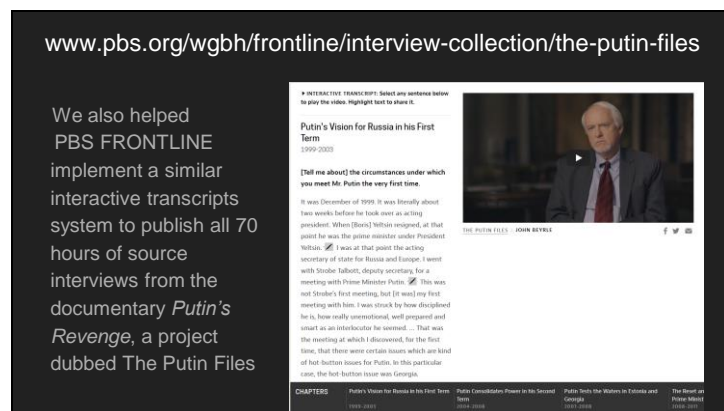 www.pbs.org/wgbh/frontline/interview-collection/the-putin-files
We also helped
PBS FRONTLINE
implement a similar
interactive transcripts
system to publish all 70
hours of source
interviews from the
documentary Putin's
Revenge, a project
dubbed The Putin Files
INTERACTIVE TRANSCRIPT: Select any sentence below
to play the video. Highlight text to share it.
Putin's Vision for Russia in his First
Term
1999-2003
[Tell me about] the circumstances under which
you meet Mr. Putin the very first time.
It was December of 1999. It was literally about
two weeks before he took over as acting
president. When [Boris] Yeltsin resigned, at that
point he was the prime minister under President
Yeltsin. I was at that point the acting
secretary of state for Russia and Europe. I went
with Strobe Talbott, deputy secretary, for a
meeting with Prime Minister Putin. This was
not Strobe's first meeting, but [it was] my first
meeting with him. I was struck by how disciplined
he is, how really unemotional, well prepared and
smart as an interlocutor he seemed. ... That was
the meeting at which I discovered, for the first
time, that there were certain issues which are kind
of hot-button issues for Putin. In this particular
case, the hot-button issue was Georgia.
THE PUTIN FILES : JOHN BEYRLE
CHAPTERS
Putin's Vision for Russia in his First Term
1999-2003
Putin Consolidates Power in his Second
Term
2004-2008
Putin Tests the Waters in Estonia and
Georgia
2007-2008
The Reset an
Prime Minist
2008-2011